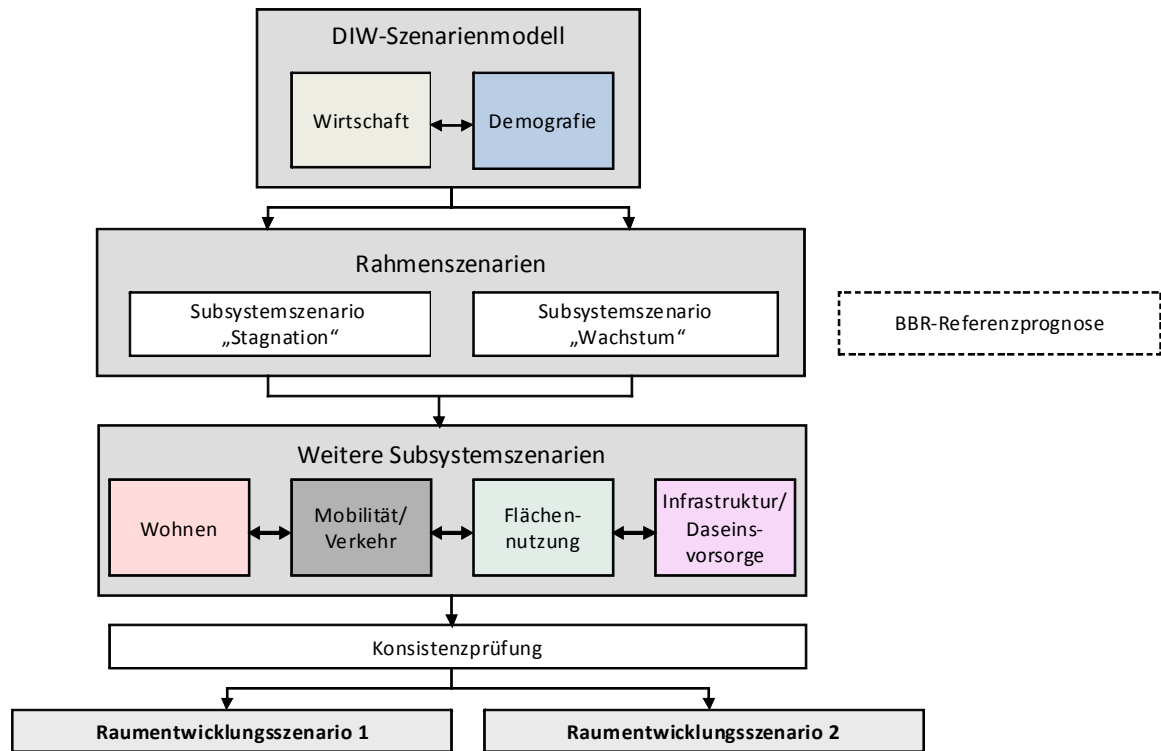 DIW-Szenarienmodell
Wirtschaft
Demografie
Rahmenszenarien
Subsystemszenario
„Stagnation“
Subsystemszenario
„Wachstum“
BBR-Referenzprognose
Weitere Subsystemszenarien
Wohnen
Mobilität/
Verkehr
Flächen-
nutzung
Infrastruktur/
Daseins-
vorsorge
Konsistenzprüfung
Raumentwicklungsszenario 1
Raumentwicklungsszenario 2